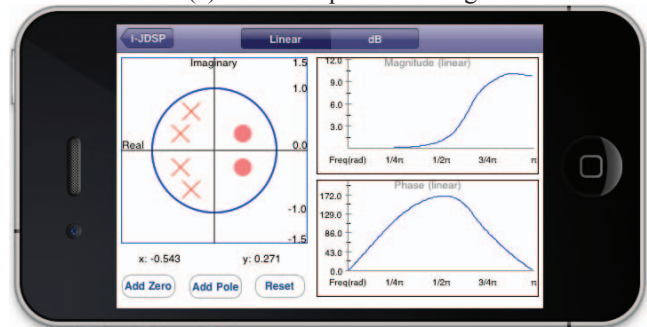 i-JDSP
Linear
dB
Imaginary
1.5
1.0
Real
0.0
-1.0
-1.5
x: -0.543
y: 0.271
Add Zero
Add Pole
Reset
Magnitude (linear)
12.0
9.0
6.0
3.0
Freq(rad) 1/4π 1/2π 3/4π π
Phase (linear)
172.0
129.0
86.0
43.0
0.0
Freq(rad) 1/4π 1/2π 3/4π π